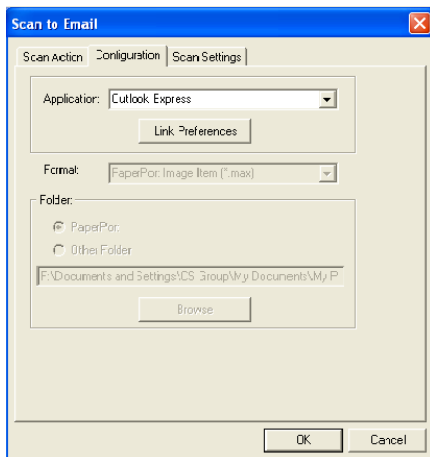 Scan to Email
Scan Action Configuration Scan Settings
Application: Outlook Express
Link Preferences
Format: PaperPort Image Item (*.max)
Folder:
PaperPort
Other Folder
F:\Documents and Settings\CS Group\My Documents\My P
Browse
OK Cancel